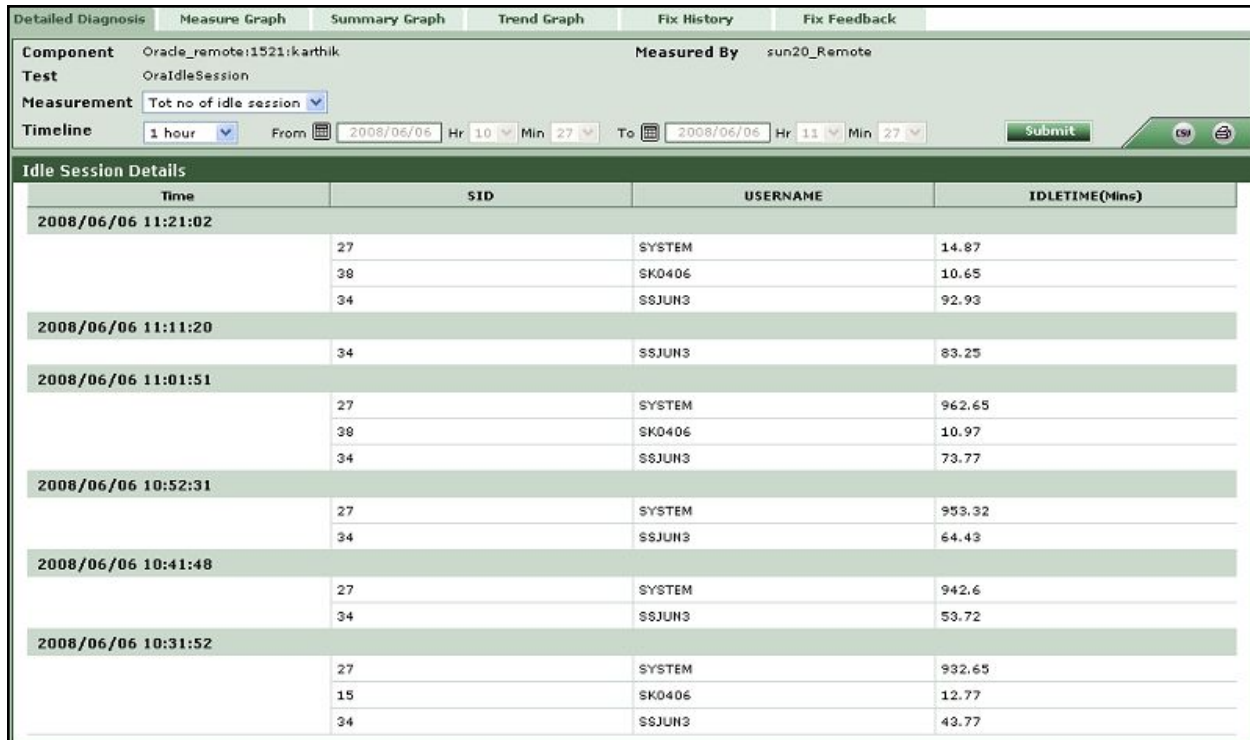 Detailed Diagnosis Measure Graph Summary Graph Trend Graph Fix History Fix Feedback
Component Oracle_remote:1521:karthik Measured By sun20_Remote
Test OraIdleSession
Measurement Tot no of idle session
Timeline 1 hour From 2008/06/06 Hr 10 Min 27 To 2008/06/06 Hr 11 Min 27 Submit CSV
Idle Session Details
Time SID USERNAME IDLETIME(Mins)
2008/06/06 11:21:02
27 SYSTEM 14.87
38 SK0406 10.65
34 SSJUN3 92.93
2008/06/06 11:11:20
34 SSJUN3 83.25
2008/06/06 11:01:51
27 SYSTEM 962.65
38 SK0406 10.97
34 SSJUN3 73.77
2008/06/06 10:52:31
27 SYSTEM 953.32
34 SSJUN3 64.43
2008/06/06 10:41:48
27 SYSTEM 942.6
34 SSJUN3 53.72
2008/06/06 10:31:52
27 SYSTEM 932.65
15 SK0406 12.77
34 SSJUN3 43.77